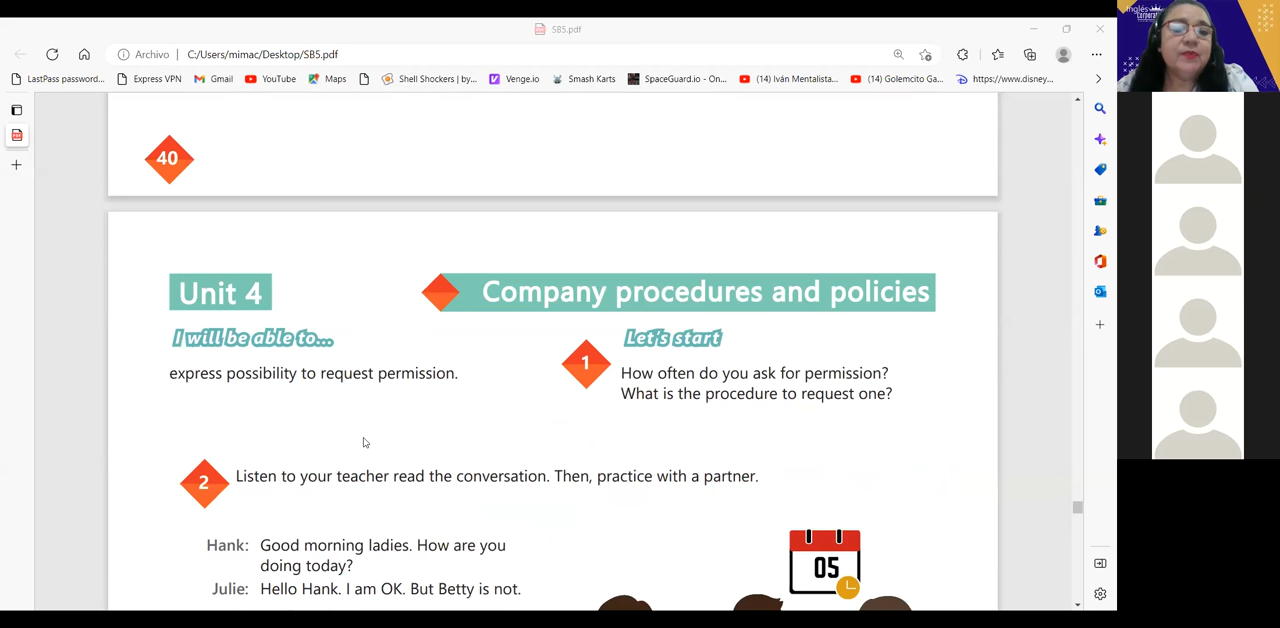 SB5.pdf
Archivo
C:/Users/mimac/Desktop/SB5.pdf
LastPass password...
Express VPN
Gmail
YouTube
Maps
Shell Shockers | by...
Venge.io
Smash Karts
SpaceGuard.io - On...
(14) Iván Mentalista...
(14) Golemcito Ga...
https://www.disney...
40
Unit 4
Company procedures and policies
I will be able to...
express possibility to request permission.
Let's start
1
How often do you ask for permission?
What is the procedure to request one?
2
Listen to your teacher read the conversation. Then, practice with a partner.
Hank: Good morning ladies. How are you
doing today?
Julie: Hello Hank. I am OK. But Betty is not.
05
Inglés
Corporativo